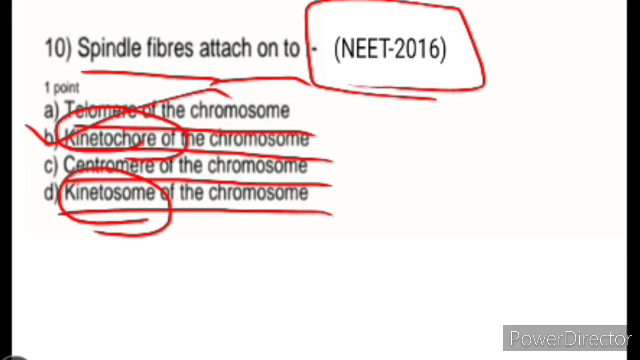 10) Spindle fibres attach on to - (NEET-2016)
1 point
a) Telomere of the chromosome
b) Kinetochore of the chromosome
c) Centromere of the chromosome
d) Kinetosome of the chromosome
PowerDirector